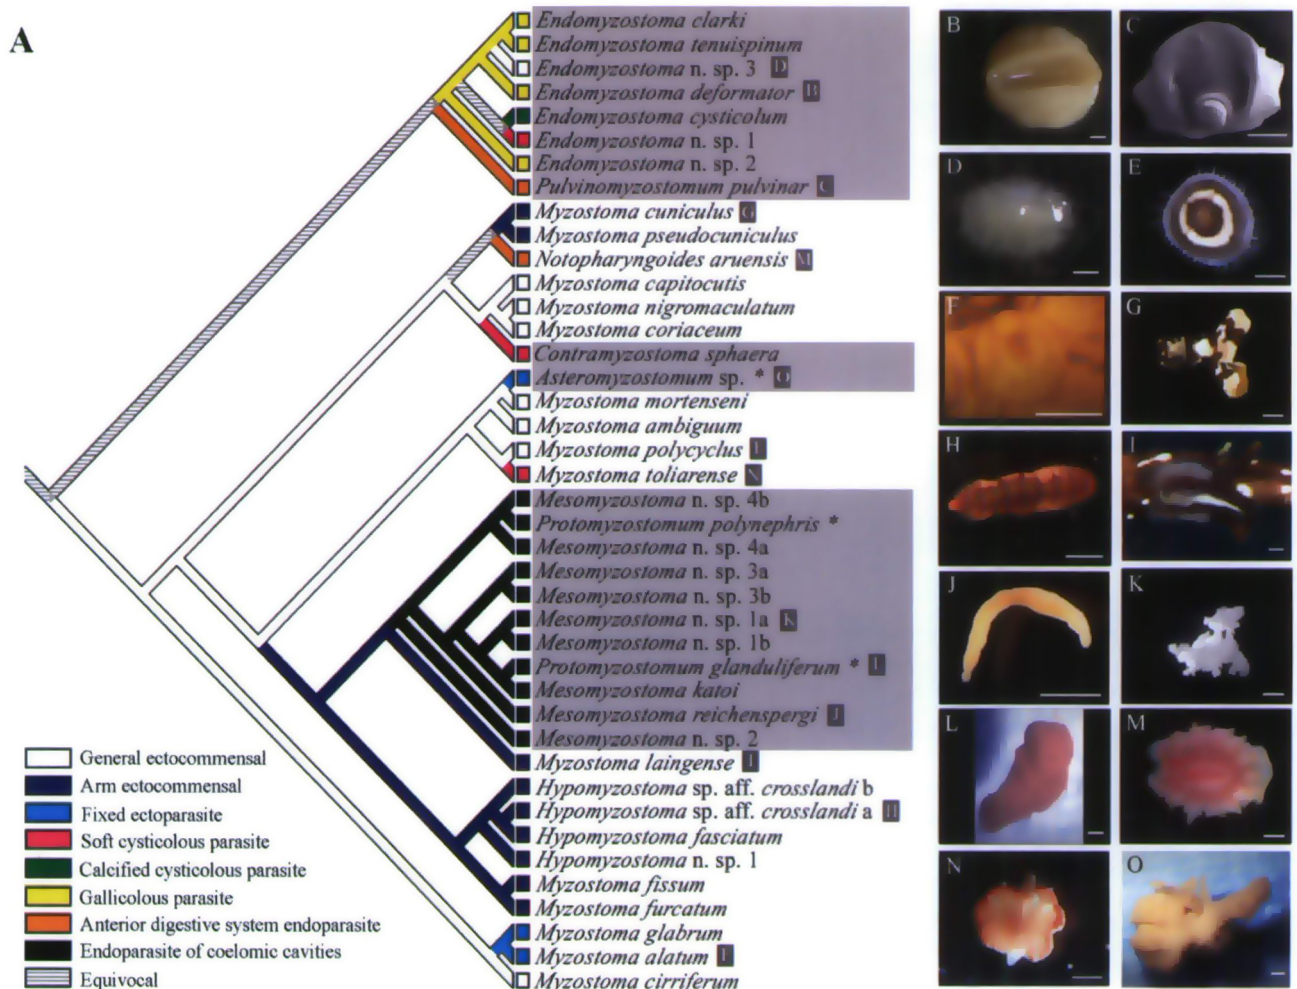 A
Endomyzostoma clarki
Endomyzostoma tenuispinum
Endomyzostoma n. sp. 3 D
Endomyzostoma deformator B
Endomyzostoma cysticolum
Endomyzostoma n. sp. 1
Endomyzostoma n. sp. 2
Pulvinomyzostomum pulvinar C
Myzostoma cuniculus G
Myzostoma pseudocuniculus
Notopharyngoides aruensis M
Myzostoma capitocutis
Myzostoma nigromaculatum
Myzostoma coriaceum
Contramyzostoma sphaera
Asteromyzostomum sp. * O
Myzostoma mortenseni
Myzostoma ambiguum
Myzostoma polycyclus
Myzostoma toliarense N
Mesomyzostoma n. sp. 4b
Protomyzostomum polynephris *
Mesomyzostoma n. sp. 4a
Mesomyzostoma n. sp. 3a
Mesomyzostoma n. sp. 3b
Mesomyzostoma n. sp. 1a K
Mesomyzostoma n. sp. 1b
Protomyzostomum glanduliferum * L
Mesomyzostoma katoi
Mesomyzostoma reichenspergi J
Mesomyzostoma n. sp. 2
Myzostoma laingense I
Hypomyzostoma sp. aff. crosslandi b
Hypomyzostoma sp. aff. crosslandi a H
Hypomyzostoma fasciatum
Hypomyzostoma n. sp. 1
Myzostoma fissum
Myzostoma furcatum
Myzostoma glabrum
Myzostoma alatum
Myzostoma cirriferum
General ectocommensal
Arm ectocommensal
Fixed ectoparasite
Soft cysticolous parasite
Calcified cysticolous parasite
Gallicolous parasite
Anterior digestive system endoparasite
Endoparasite of coelomic cavities
Equivocal
B
C
D
E
F
G
H
I
J
K
L
M
N
O